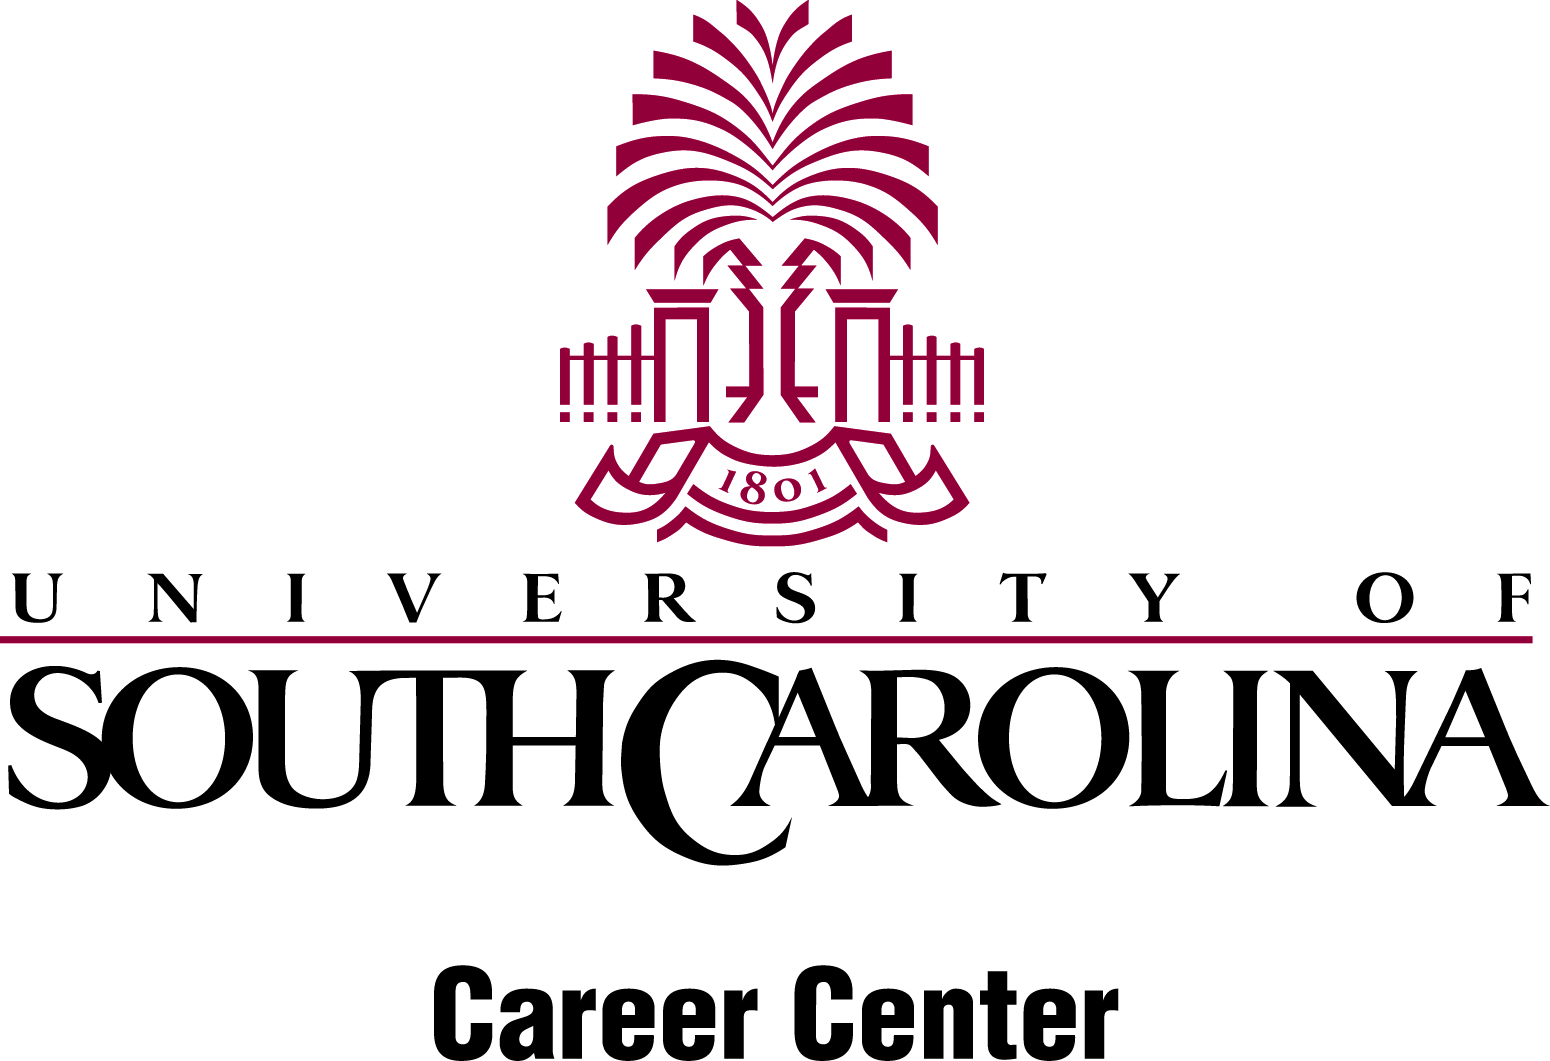 1801
UNIVERSITY OF
SOUTH CAROLINA
Career Center